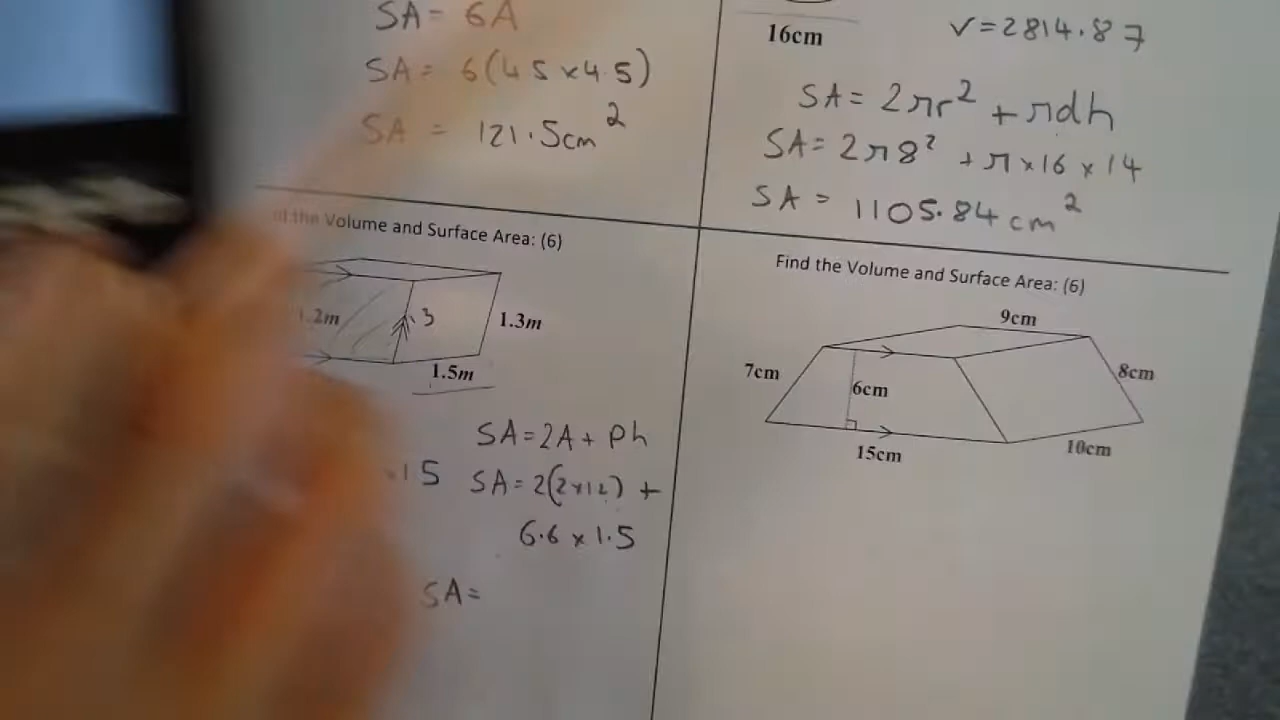 SA = 6A
SA = 6(4.5 x 4.5)
SA = 121.5cm²
16cm
V = 2814.87
SA = 2πr² + πdh
SA = 2π8² + π x 16 x 14
SA = 1105.84 cm²
the Volume and Surface Area: (6)
.2m
3
1.3m
1.5m
SA = 2A + Ph
.15
SA = 2(2x1.2) +
6.6 x 1.5
SA =
Find the Volume and Surface Area: (6)
9cm
7cm
6cm
8cm
15cm
10cm